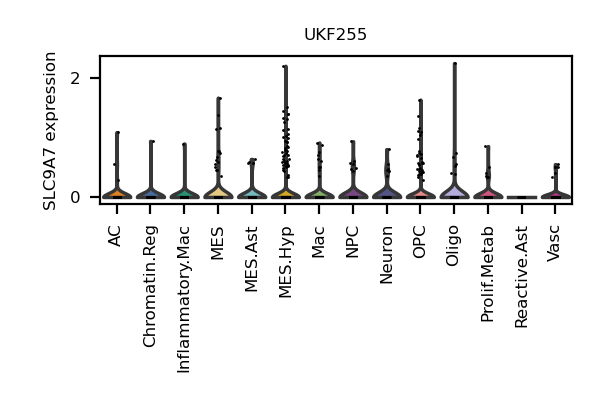 UKF255
SLC9A7 expression
2
0
AC
Chromatin.Reg
Inflammatory.Mac
MES
MES.Ast
MES.Hyp
Mac
NPC
Neuron
OPC
Oligo
Prolif.Metab
Reactive.Ast
Vasc